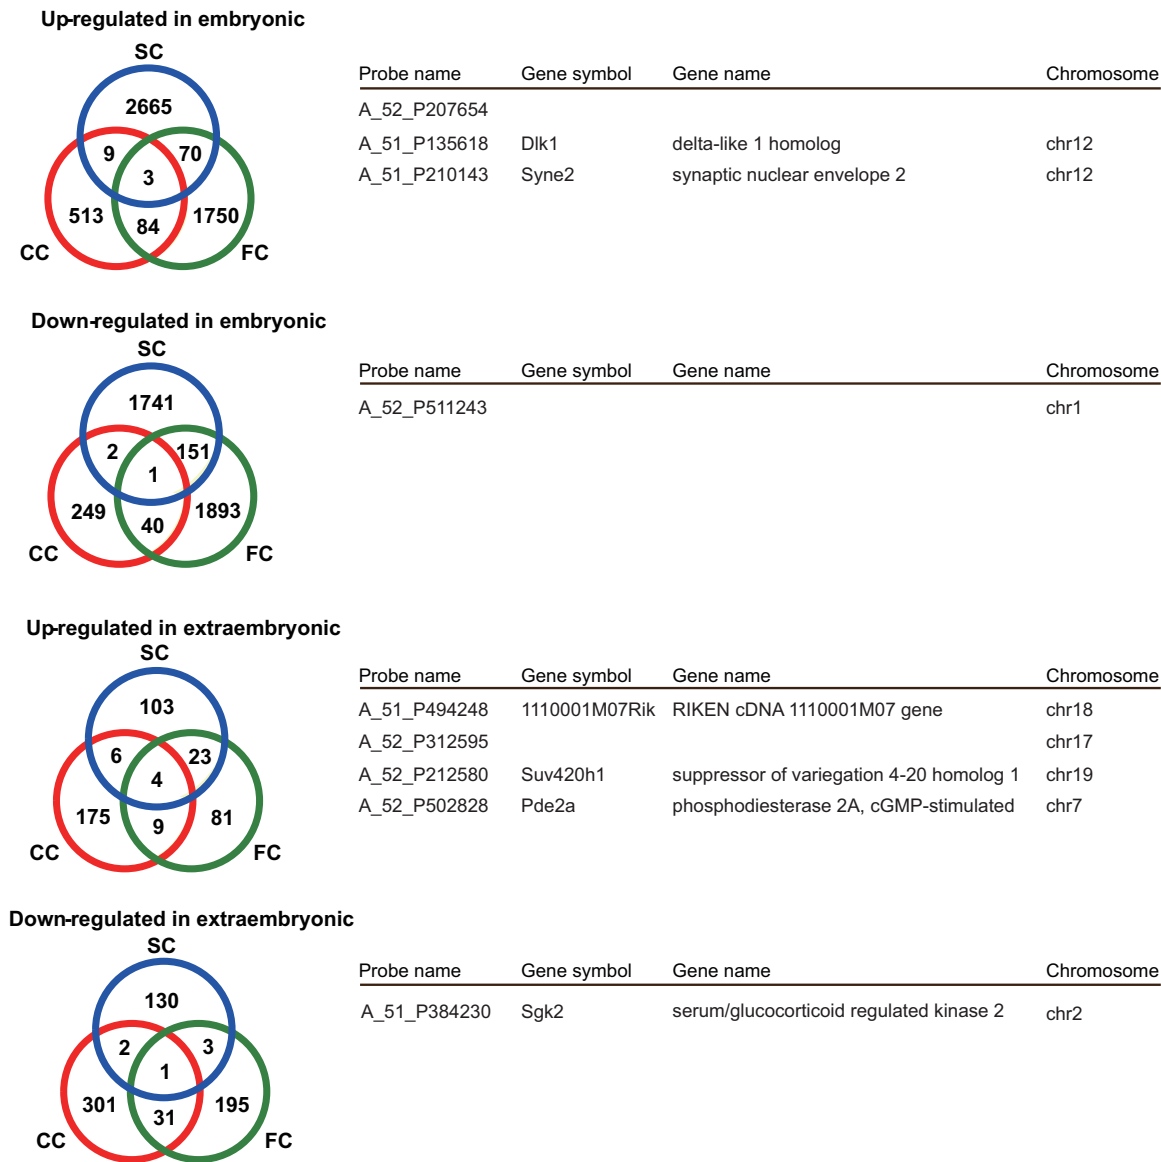 Up-regulated in embryonic
SC
2665
9 70
3
513 84 1750
CC FC
Probe name Gene symbol Gene name Chromosome
A_52_P207654
A_51_P135618 Dlk1 delta-like 1 homolog chr12
A_51_P210143 Syne2 synaptic nuclear envelope 2 chr12
Down-regulated in embryonic
SC
1741
2 151
1
249 40 1893
CC FC
Probe name Gene symbol Gene name Chromosome
A_52_P511243 chr1
Up-regulated in extraembryonic
SC
103
6 23
4
175 9 81
CC FC
Probe name Gene symbol Gene name Chromosome
A_51_P494248 1110001M07Rik RIKEN cDNA 1110001M07 gene chr18
A_52_P312595 chr17
A_52_P212580 Suv420h1 suppressor of variegation 4-20 homolog 1 chr19
A_52_P502828 Pde2a phosphodiesterase 2A, cGMP-stimulated chr7
Down-regulated in extraembryonic
SC
130
2 3
1
301 31 195
CC FC
Probe name Gene symbol Gene name Chromosome
A_51_P384230 Sgk2 serum/glucocorticoid regulated kinase 2 chr2